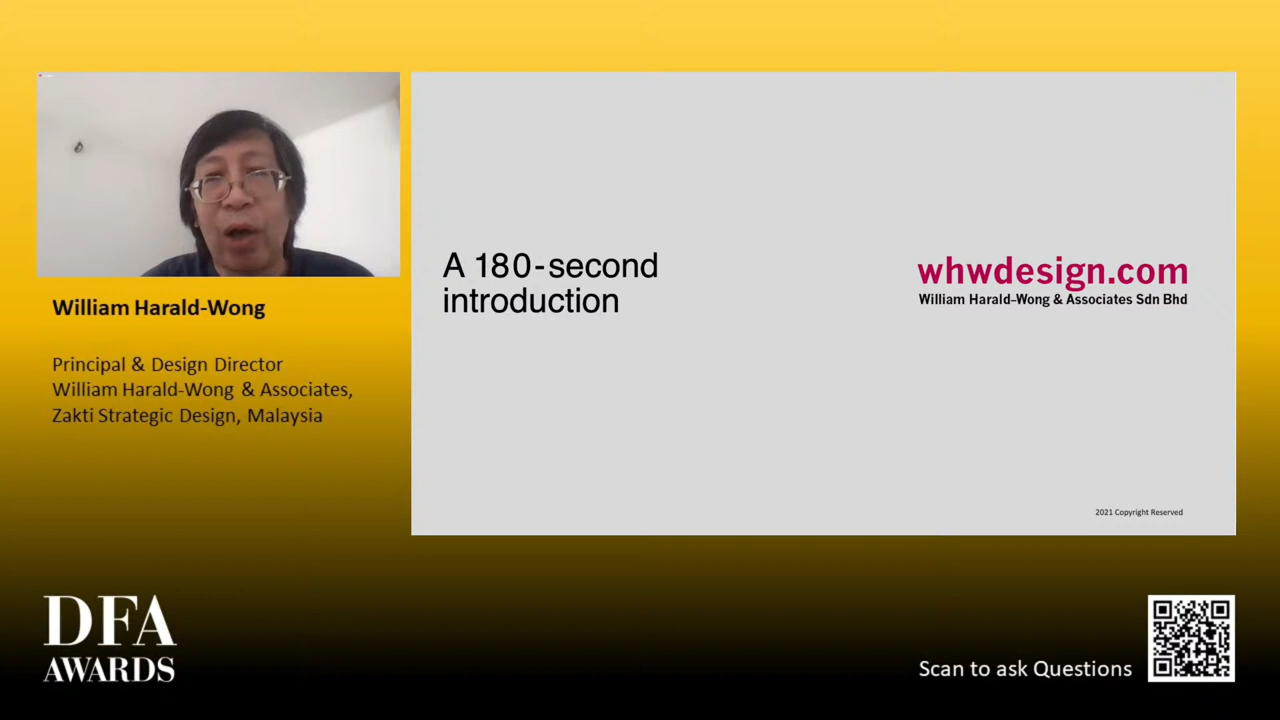 William Harald-Wong
Principal & Design Director
William Harald-Wong & Associates,
Zakti Strategic Design, Malaysia
A 180-second
introduction
whwdesign.com
William Harald-Wong & Associates Sdn Bhd
2021 Copyright Reserved
DFA
AWARDS
Scan to ask Questions